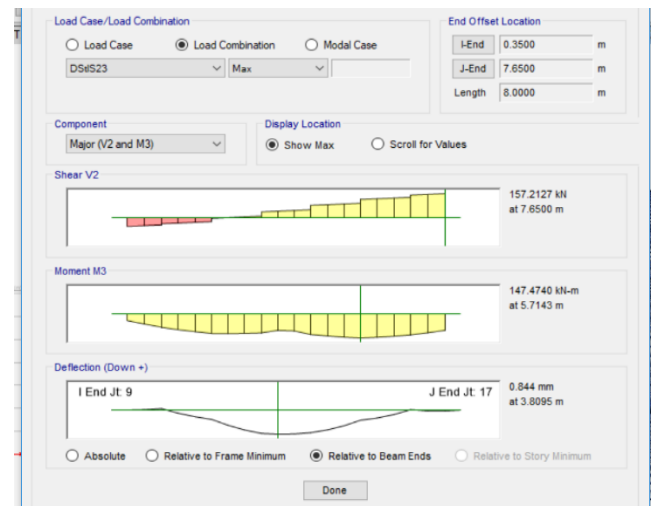 Load Case/Load Combination
Load Case
Load Combination
Modal Case
DStlS23
Max
End Offset Location
I-End
0.3500
m
J-End
7.6500
m
Length
8.0000
m
Component
Major (V2 and M3)
Display Location
Show Max
Scroll for Values
Shear V2
157.2127 kN
at 7.6500 m
Moment M3
147.4740 kN-m
at 5.7143 m
Deflection (Down +)
I End Jt: 9
J End Jt: 17
0.844 mm
at 3.8095 m
Absolute
Relative to Frame Minimum
Relative to Beam Ends
Relative to Story Minimum
Done